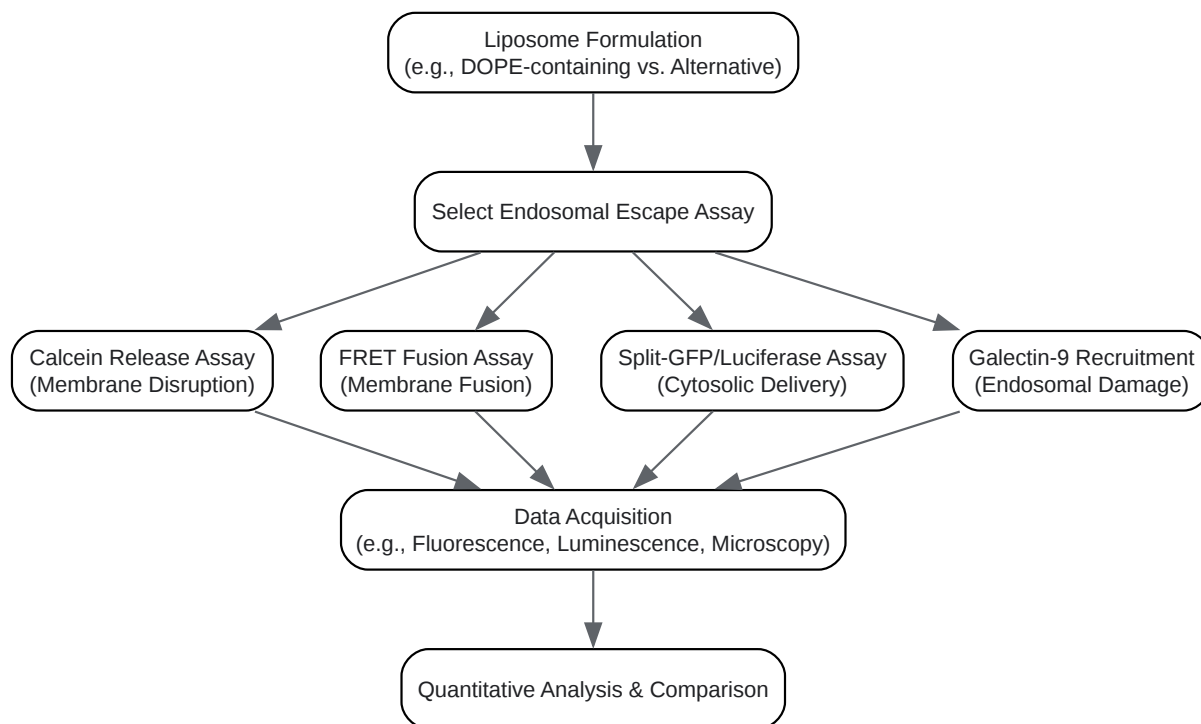 Liposome Formulation
(e.g., DOPE-containing vs. Alternative)
Select Endosomal Escape Assay
Calcein Release Assay
(Membrane Disruption)
FRET Fusion Assay
(Membrane Fusion)
Split-GFP/Luciferase Assay
(Cytosolic Delivery)
Galectin-9 Recruitment
(Endosomal Damage)
Data Acquisition
(e.g., Fluorescence, Luminescence, Microscopy)
Quantitative Analysis & Comparison